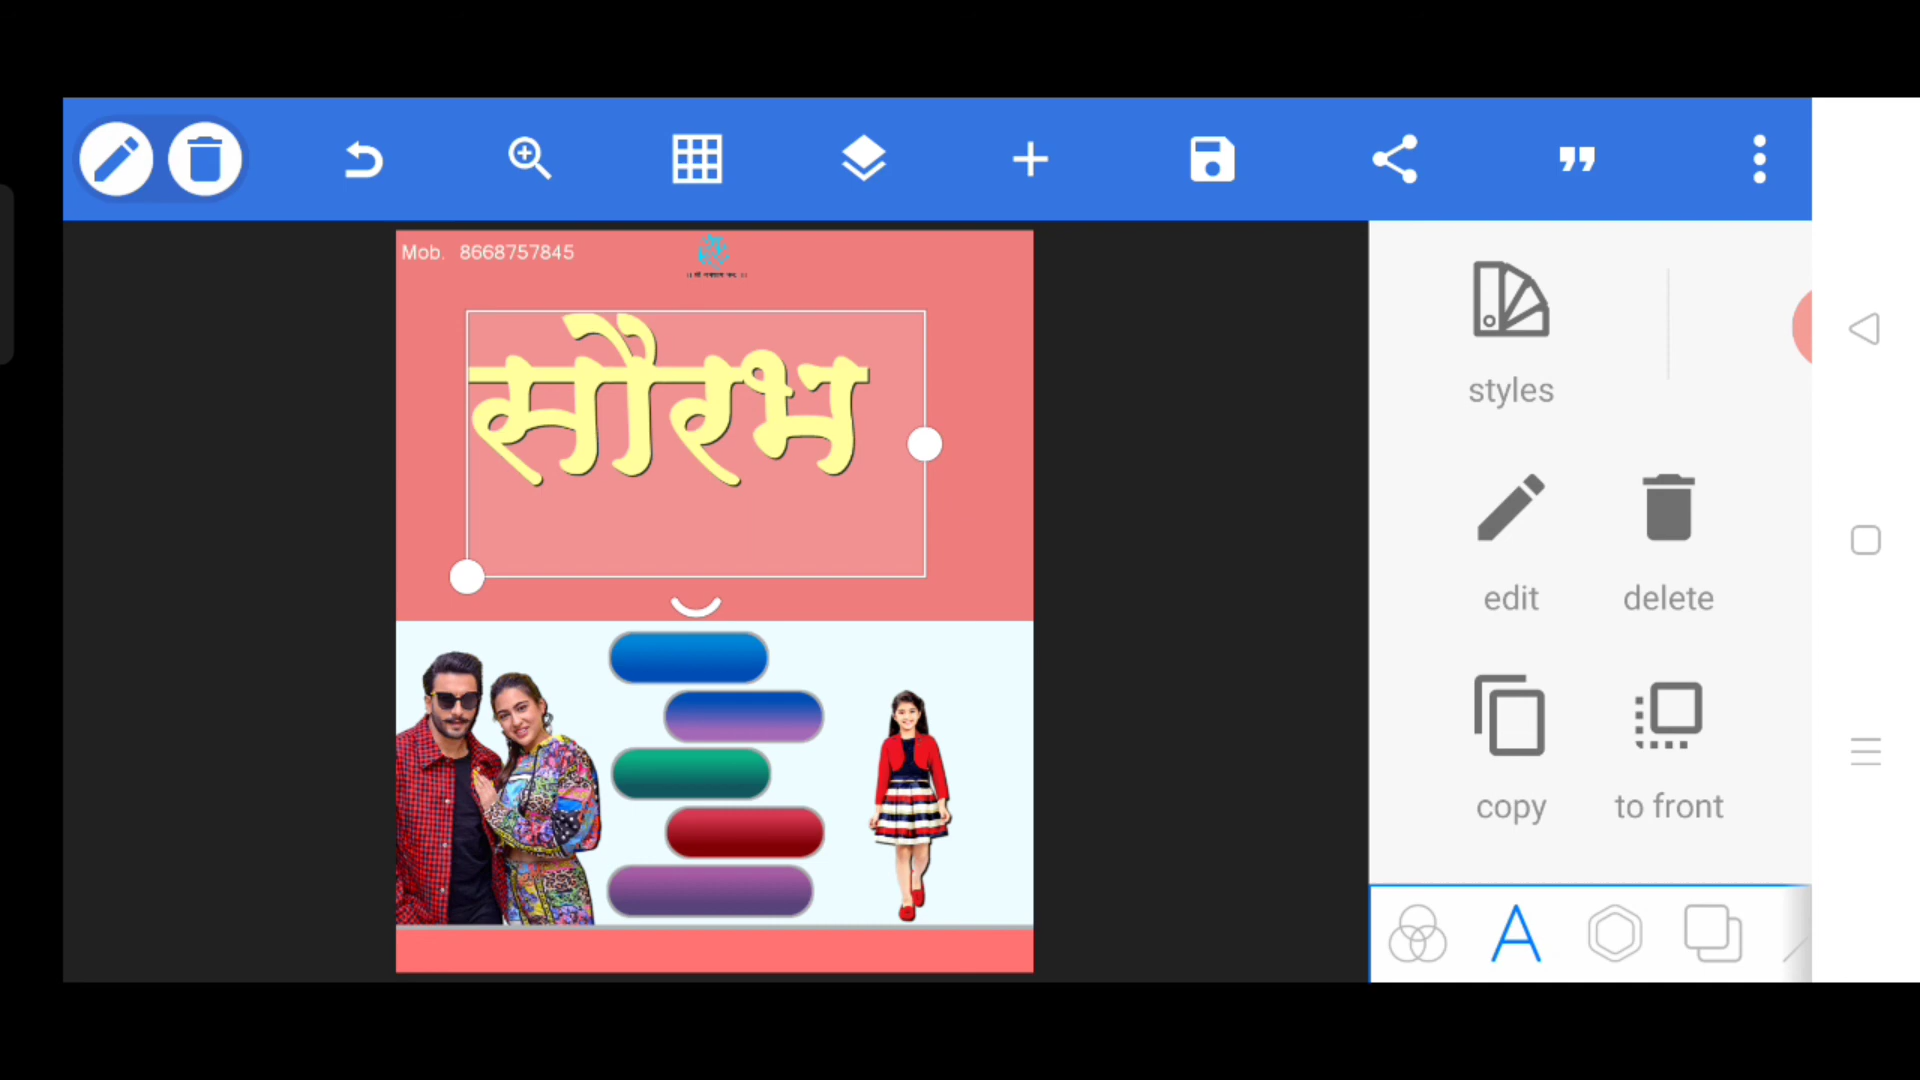 Mob. 8668757845
सौरभ
styles
edit
delete
copy
to front